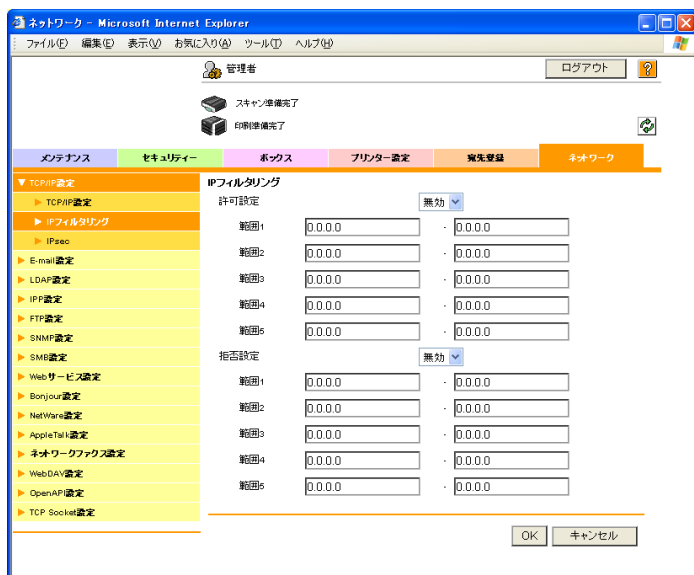 ネットワーク - Microsoft Internet Explorer
ファイル(F) 編集(E) 表示(V) お気に入り(A) ツール(T) ヘルプ(H)
管理者
ログアウト
?
スキャン準備完了
印刷準備完了
メンテナンス
セキュリティー
ボックス
プリンター設定
宛先登録
ネットワーク
▼ TCP/IP設定
TCP/IP設定
IPフィルタリング
IPsec
E-mail設定
LDAP設定
IPP設定
FTP設定
SNMP設定
SMB設定
Webサービス設定
Bonjour設定
NetWare設定
AppleTalk設定
ネットワークファクス設定
WebDAV設定
OpenAPI設定
TCP Socket設定
IPフィルタリング
許可設定 無効
範囲1 0.0.0.0 - 0.0.0.0
範囲2 0.0.0.0 - 0.0.0.0
範囲3 0.0.0.0 - 0.0.0.0
範囲4 0.0.0.0 - 0.0.0.0
範囲5 0.0.0.0 - 0.0.0.0
拒否設定 無効
範囲1 0.0.0.0 - 0.0.0.0
範囲2 0.0.0.0 - 0.0.0.0
範囲3 0.0.0.0 - 0.0.0.0
範囲4 0.0.0.0 - 0.0.0.0
範囲5 0.0.0.0 - 0.0.0.0
OK キャンセル